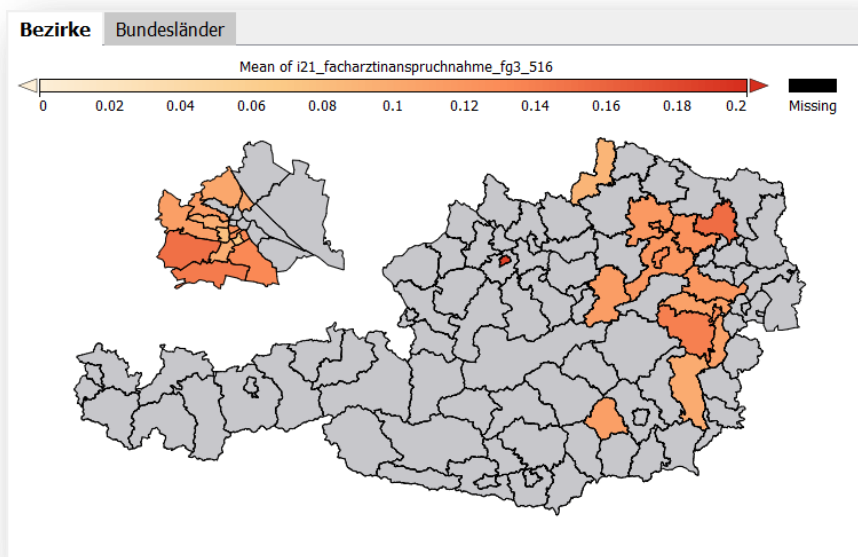 Bezirke Bundesländer
Mean of i21_facharztinanspruchnahme_fg3_516
0 0.02 0.04 0.06 0.08 0.1 0.12 0.14 0.16 0.18 0.2 Missing